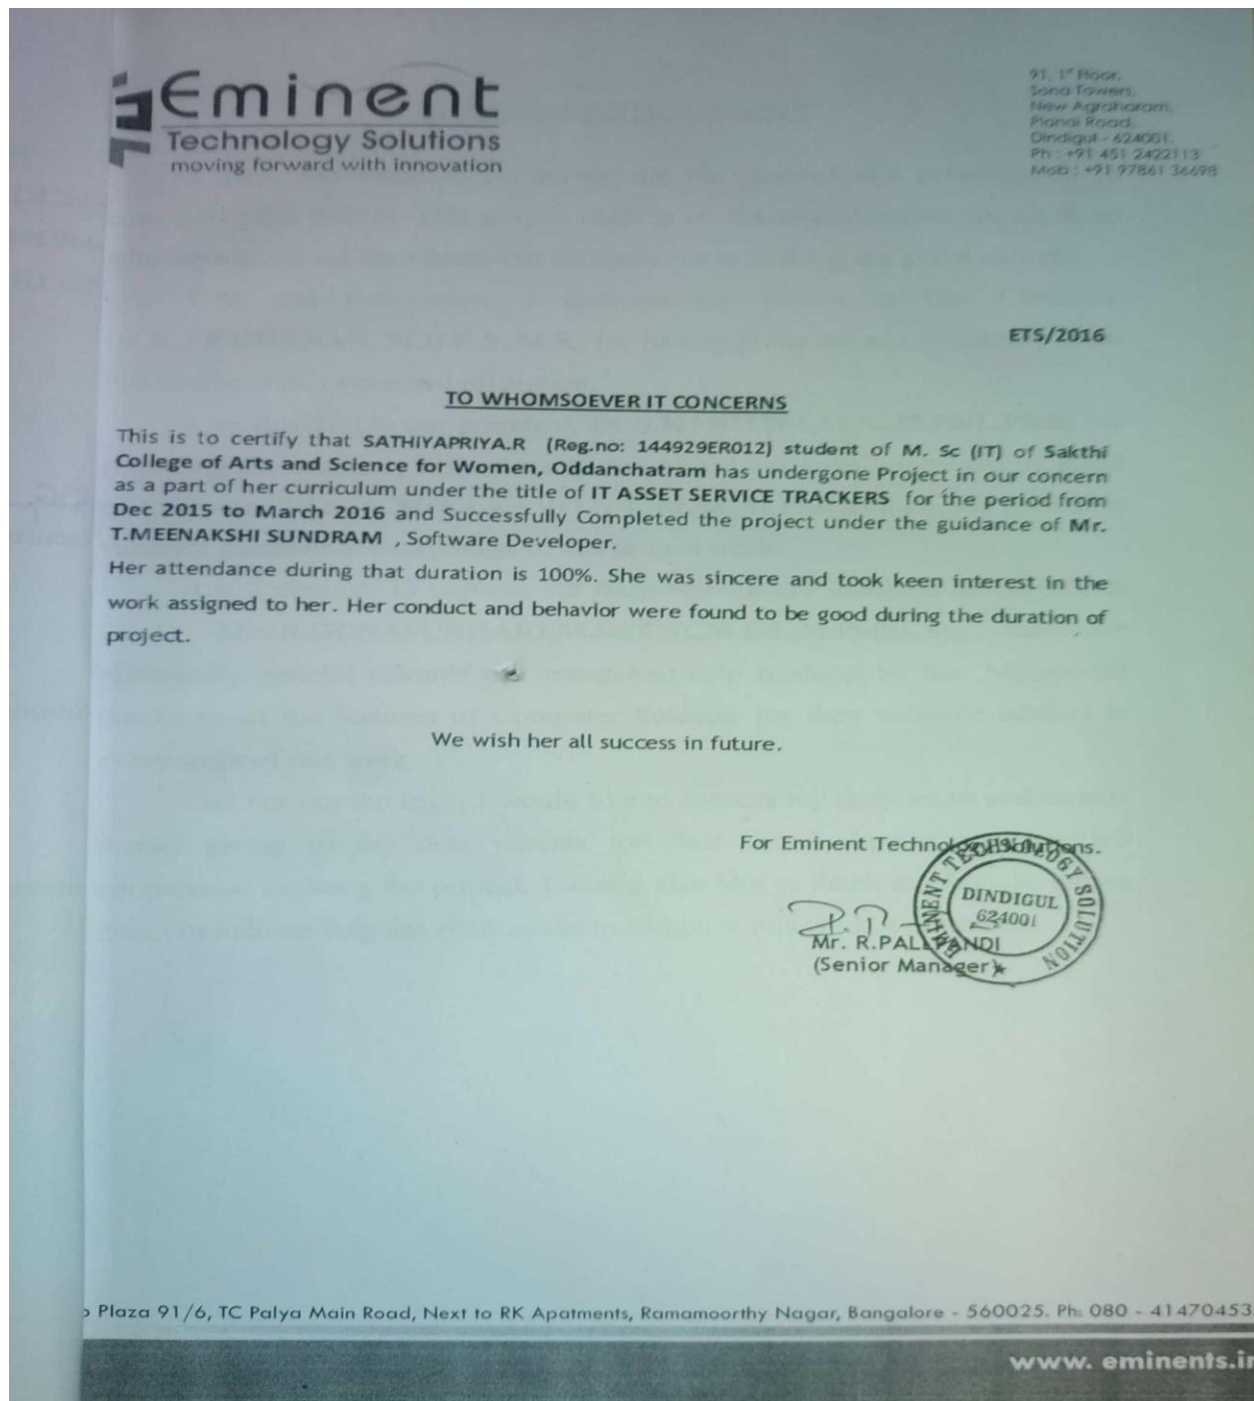 Eminent
Technology Solutions
moving forward with innovation
91, 1st Floor,
Sona Towers,
New Agraharam,
Planai Road,
Dindigul - 624001.
Ph : +91 451 2422113
Mob : +91 97861 36698
ETS/2016
TO WHOMSOEVER IT CONCERNS
This is to certify that SATHIYAPRIYA.R (Reg.no: 144929ER012) student of M. Sc (IT) of Sakthi
College of Arts and Science for Women, Oddanchatram has undergone Project in our concern
as a part of her curriculum under the title of IT ASSET SERVICE TRACKERS for the period from
Dec 2015 to March 2016 and Successfully Completed the project under the guidance of Mr.
T.MEENAKSHI SUNDRAM , Software Developer.
Her attendance during that duration is 100%. She was sincere and took keen interest in the
work assigned to her. Her conduct and behavior were found to be good during the duration of
project.
We wish her all success in future.
For Eminent Technology Solutions.
EMINENT TECHNOLOGY SOLUTION
DINDIGUL
624001
Mr. R.PALLPANDI
(Senior Manager)
Plaza 91/6, TC Palya Main Road, Next to RK Apatments, Ramamoorthy Nagar, Bangalore - 560025. Ph: 080 - 41470453
www. eminents.in